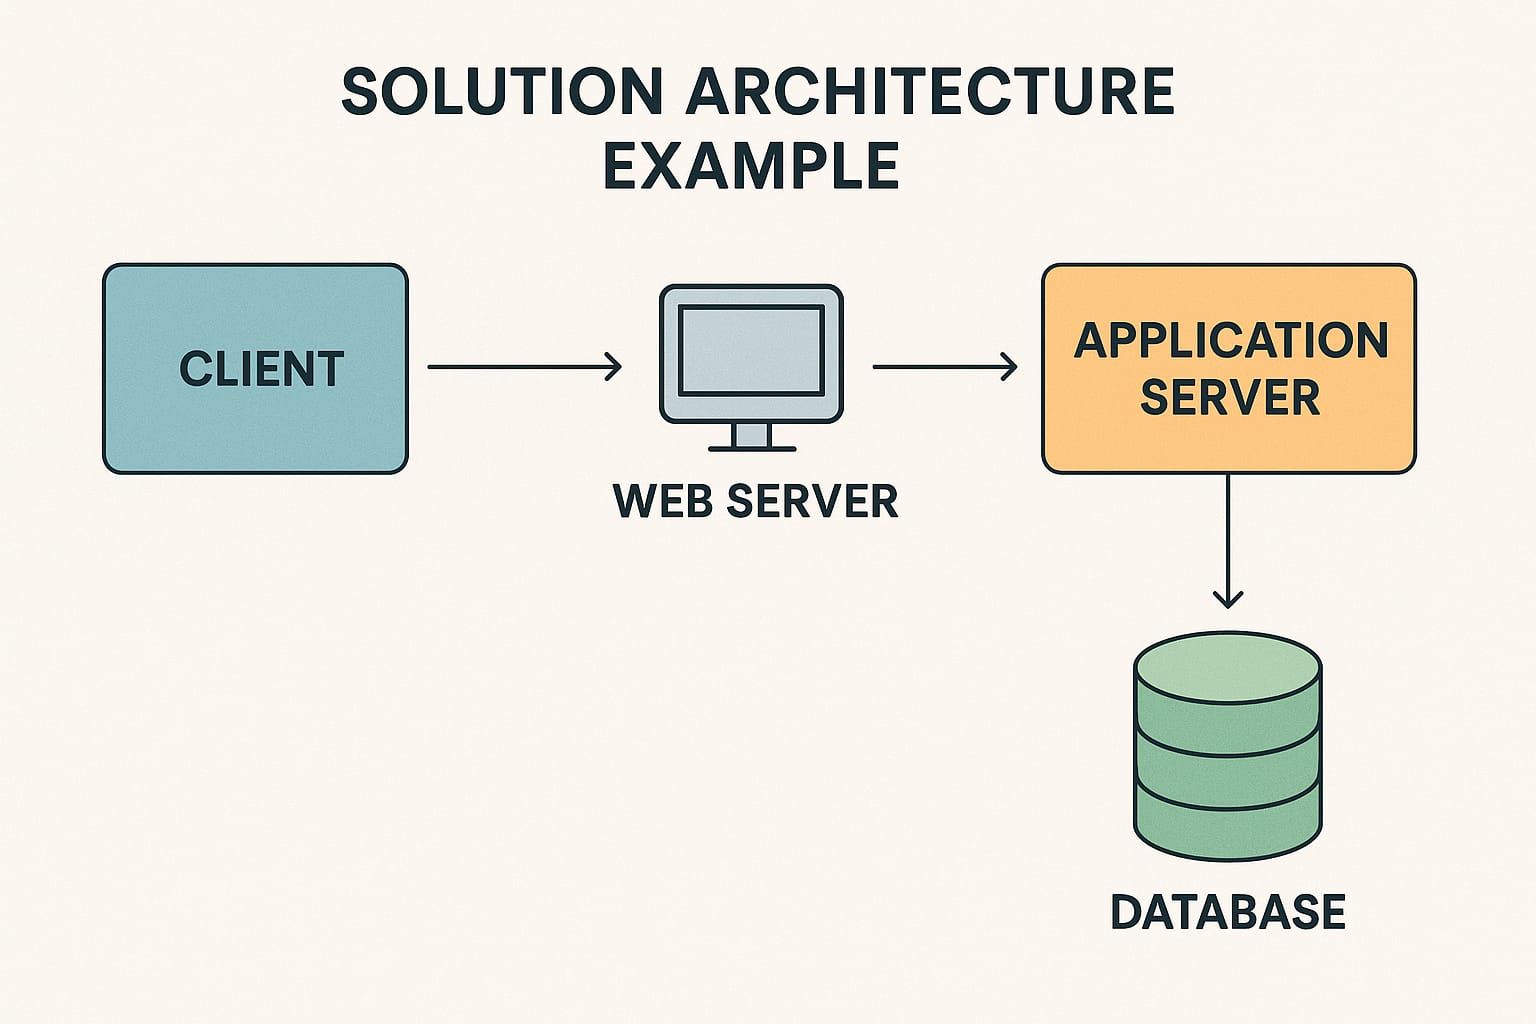 SOLUTION ARCHITECTURE
EXAMPLE
CLIENT
WEB SERVER
APPLICATION
SERVER
DATABASE